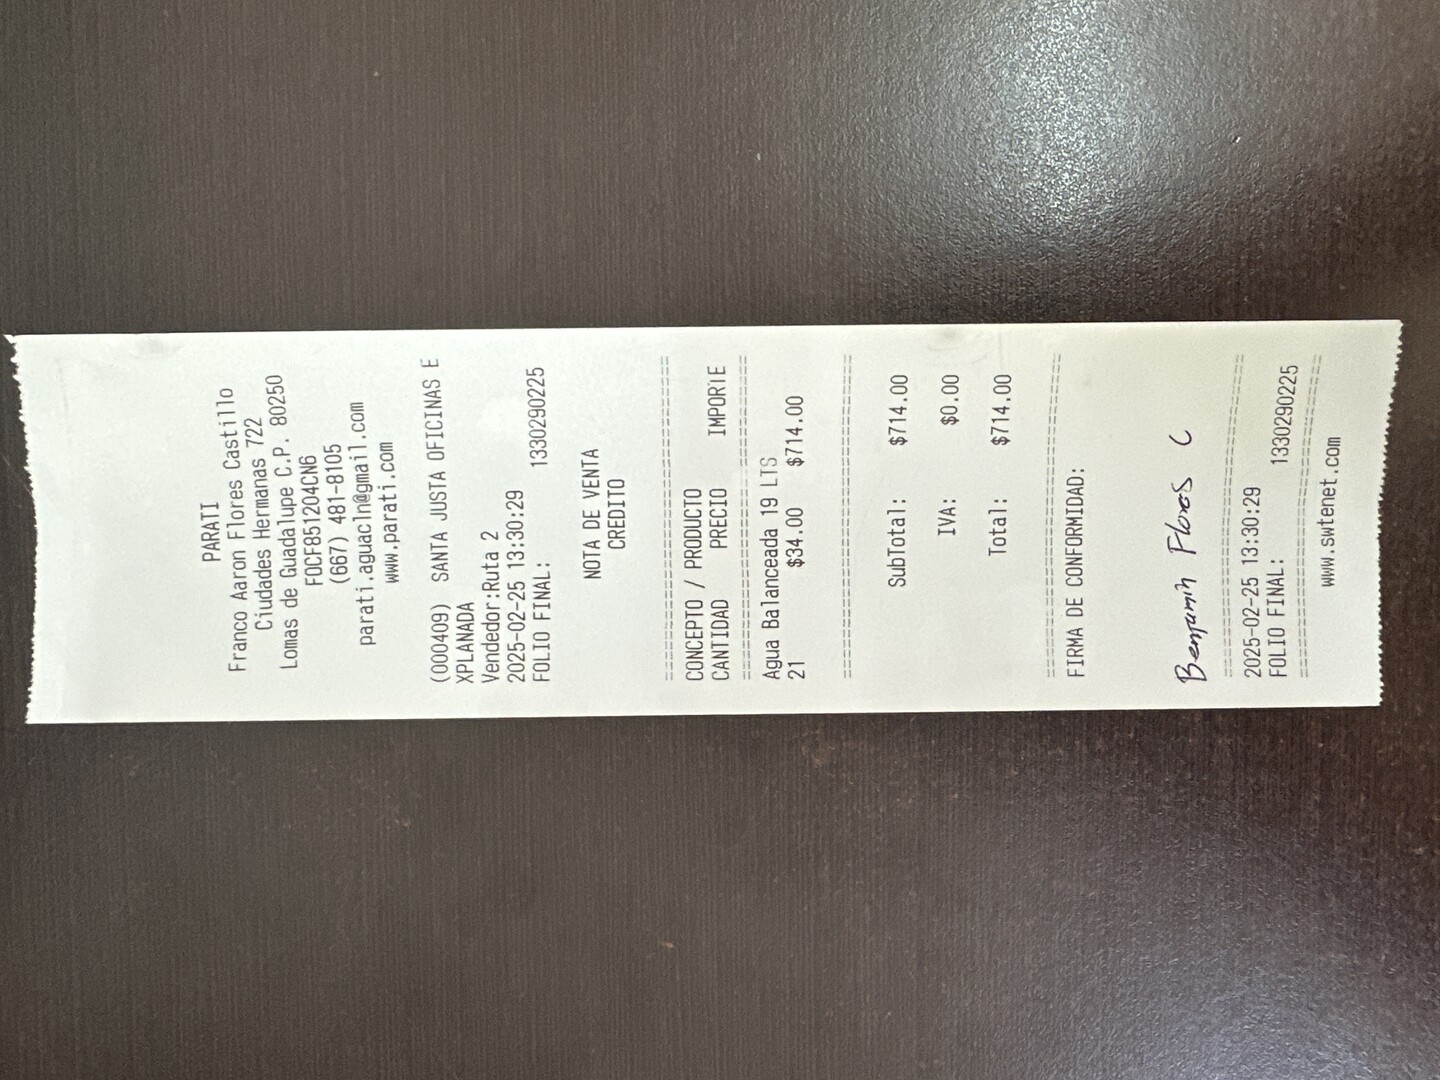 PARATI
Franco Aaron Flores Castillo
Ciudades Hermanas 722
Lomas de Guadalupe C.P. 80250
FOCF851204CN6
(667) 481-8105
parati.aguacln@gmail.com
www.parati.com
(000409) SANTA JUSTA OFICINAS E
XPLANADA
Vendedor:Ruta 2
2025-02-25 13:30:29
FOLIO FINAL: 1330290225
NOTA DE VENTA
CREDITO
================================
CONCEPTO / PRODUCTO
CANTIDAD PRECIO IMPORTE
================================
Agua Balanceada 19 LTS
21 $34.00 $714.00
================================
SubTotal: $714.00
IVA: $0.00
Total: $714.00
================================
FIRMA DE CONFORMIDAD:
Benjamin Flores C
================================
2025-02-25 13:30:29
FOLIO FINAL: 1330290225
================================
www.swtenet.com